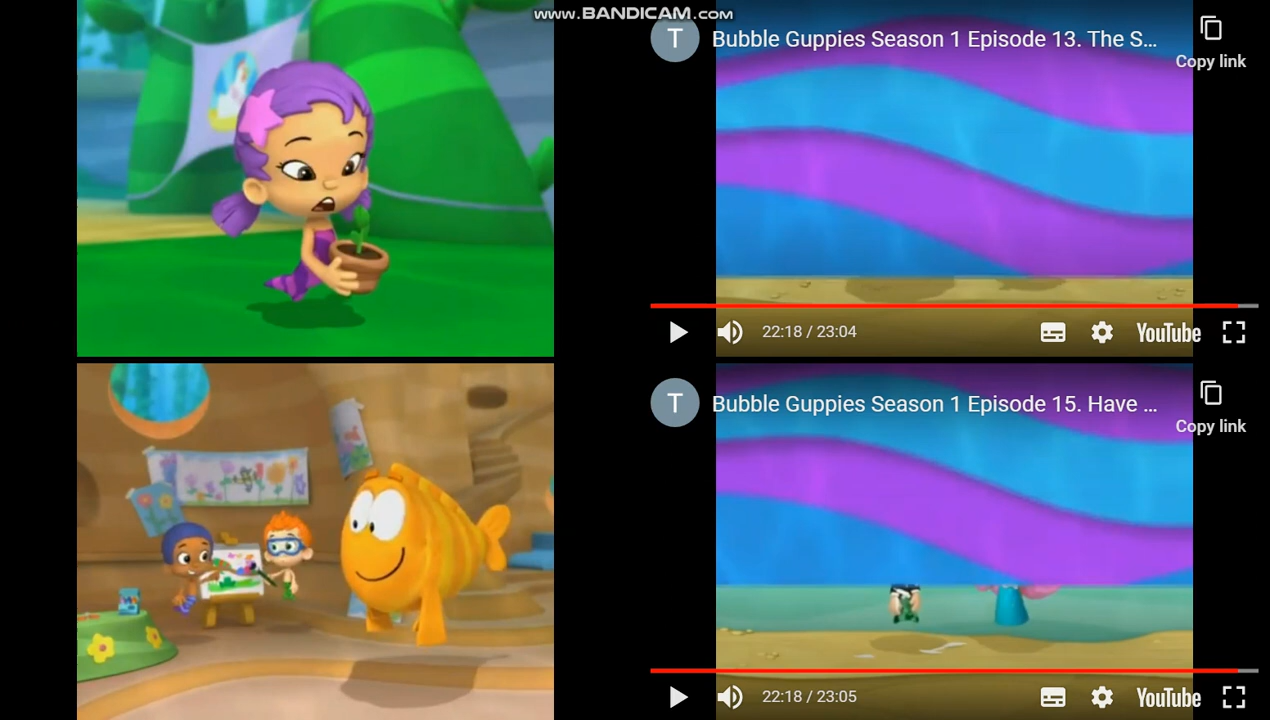 www.BANDICAM.com
T
Bubble Guppies Season 1 Episode 13. The S...
Copy link
22:18 / 23:04
YouTube
T
Bubble Guppies Season 1 Episode 15. Have ...
Copy link
22:18 / 23:05
YouTube